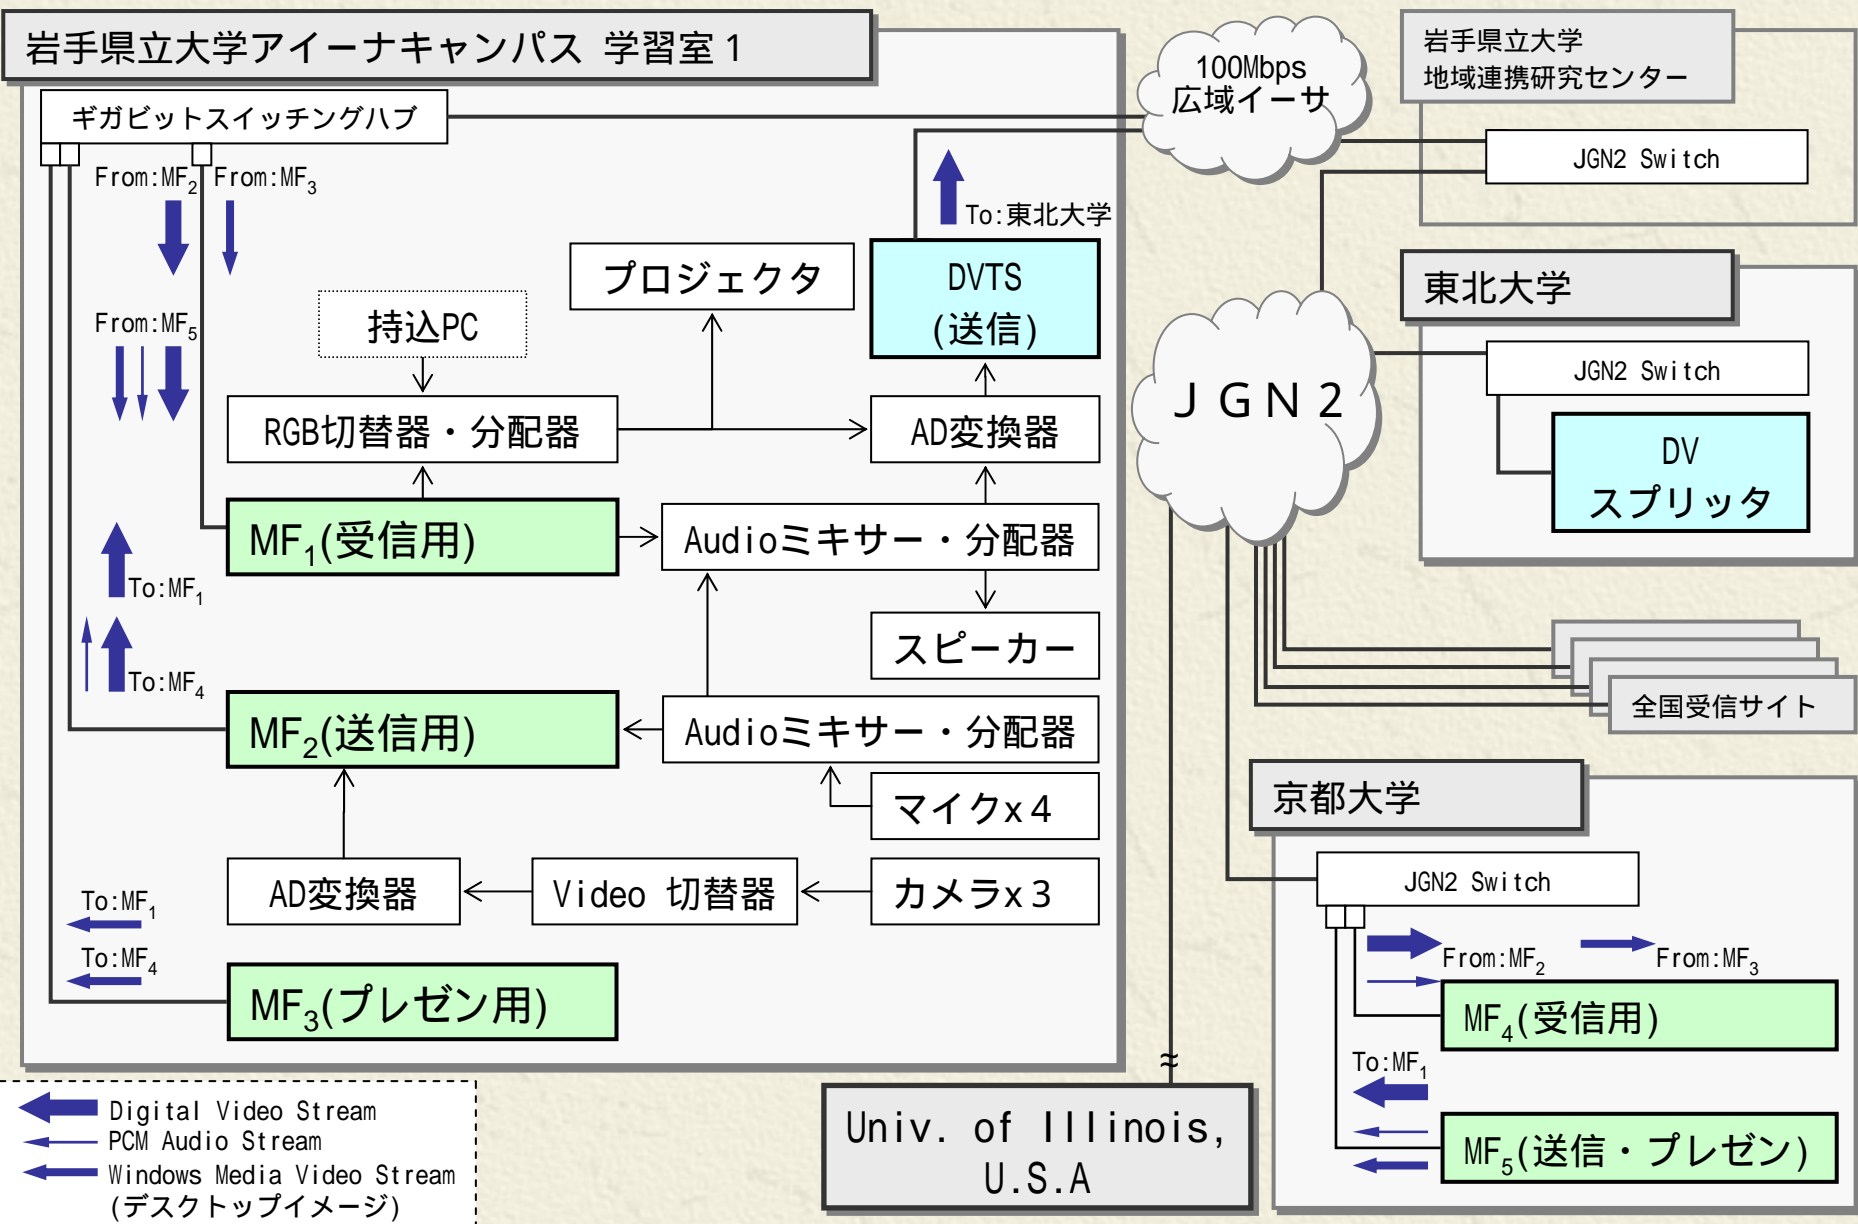 岩手県立大学アイーナキャンパス 学習室1
ギガビットスイッチングハブ
From:MF2
From:MF3
From:MF5
To:MF1
To:MF4
持込PC
プロジェクタ
To:東北大学
DVTS
(送信)
RGB切替器・分配器
AD変換器
MF1(受信用)
Audioミキサー・分配器
スピーカー
MF2(送信用)
Audioミキサー・分配器
マイクx4
AD変換器
Video 切替器
カメラx3
To:MF1
To:MF4
MF3(プレゼン用)
100Mbps
広域イーサ
JGN2
岩手県立大学
地域連携研究センター
JGN2 Switch
東北大学
JGN2 Switch
DV
スプリッタ
全国受信サイト
京都大学
JGN2 Switch
From:MF2
From:MF3
MF4(受信用)
To:MF1
MF5(送信・プレゼン)
≈
Univ. of Illinois,
U.S.A
Digital Video Stream
PCM Audio Stream
Windows Media Video Stream
(デスクトップイメージ)